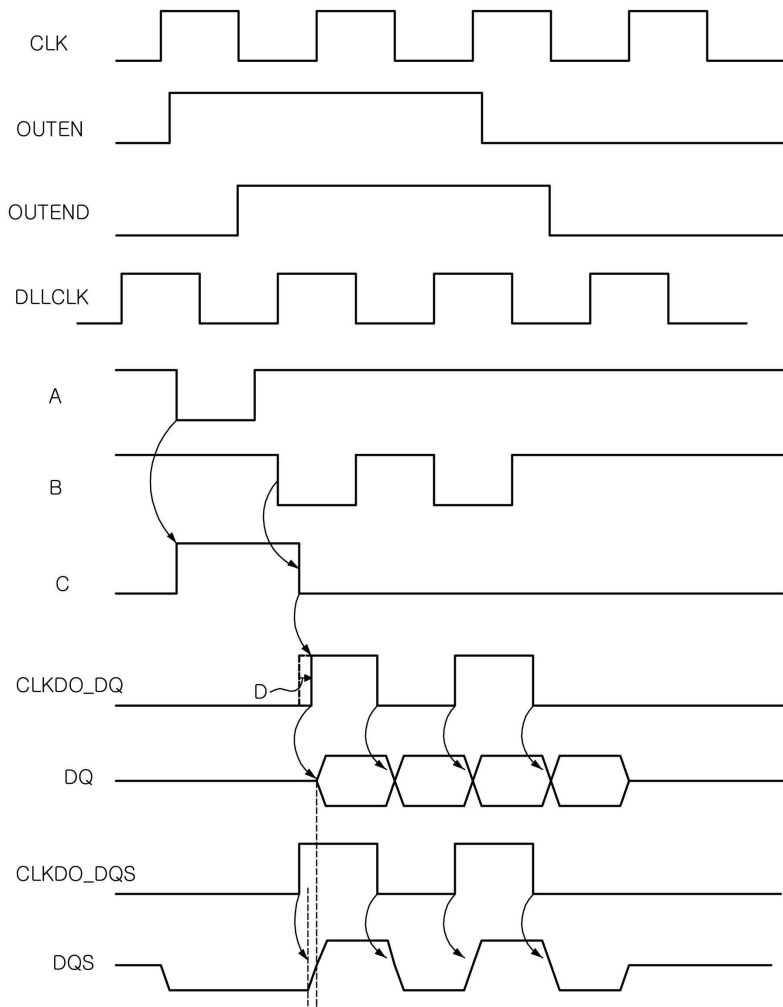 CLK
OUTEN
OUTEND
DLLCLK
A
B
C
CLKDO_DQ
D
DQ
CLKDO_DQS
DQS